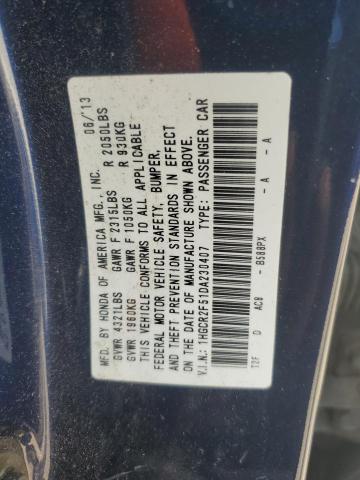 MFD. BY HONDA OF AMERICA MFG., INC. 06/13
GVWR 4321LBS GAWR F 2315LBS R 2050LBS
GVWR 1960KG GAWR F 1050KG R 930KG
THIS VEHICLE CONFORMS TO ALL APPLICABLE
FEDERAL MOTOR VEHICLE SAFETY, BUMPER,
AND THEFT PREVENTION STANDARDS IN EFFECT
ON THE DATE OF MANUFACTURE SHOWN ABOVE.
V.I.N.: 1HGCR2F51DA230407 TYPE: PASSENGER CAR
T2F D AC8 - B588PX - A - A